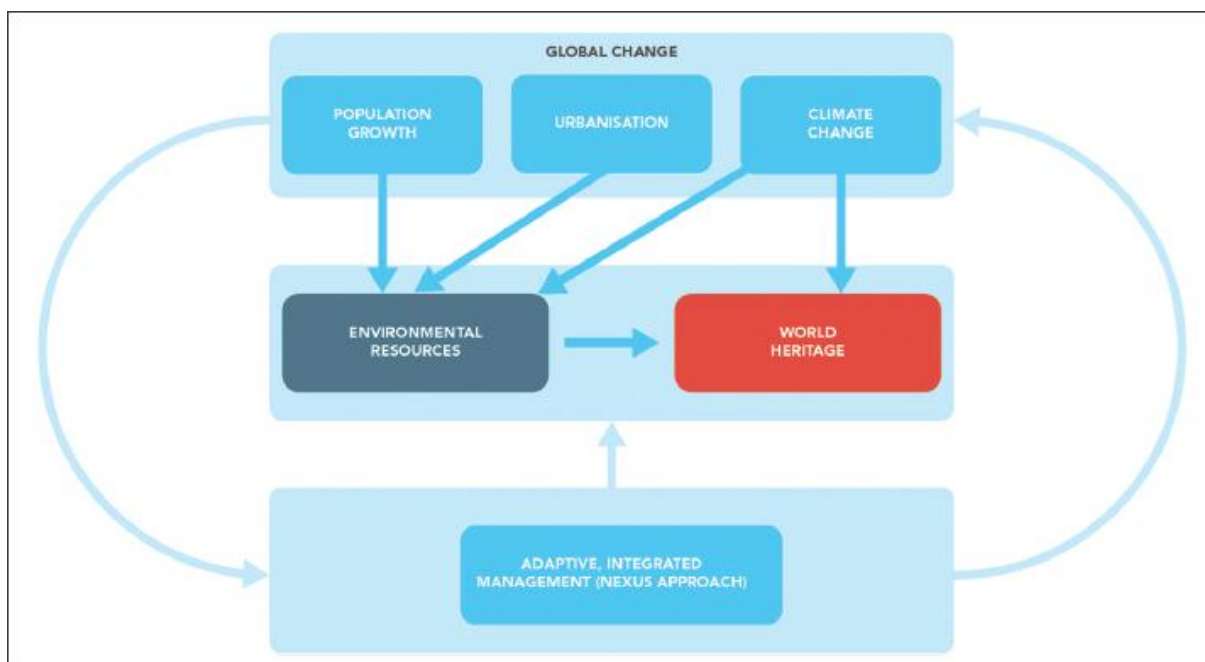 GLOBAL CHANGE
POPULATION
GROWTH
URBANISATION
CLIMATE
CHANGE
ENVIRONMENTAL
RESOURCES
WORLD
HERITAGE
ADAPTIVE, INTEGRATED
MANAGEMENT (NEXUS APPROACH)